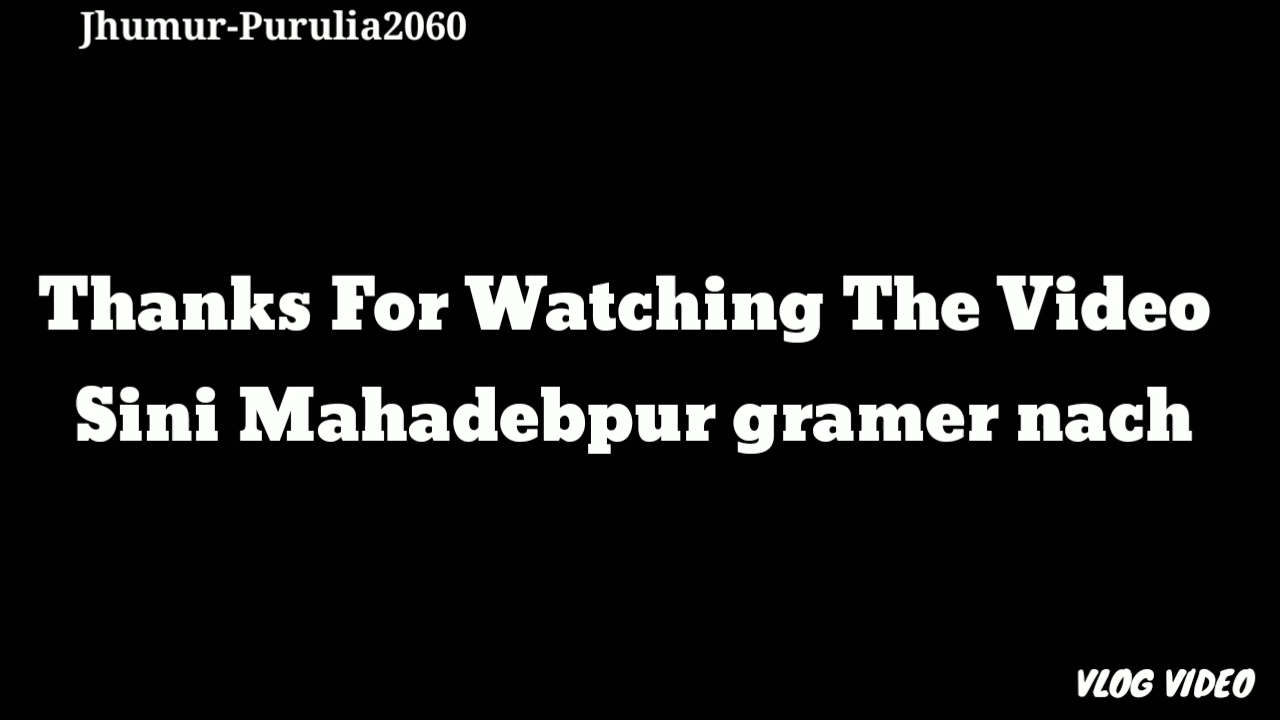 Jhumur-Purulia2060
Thanks For Watching The Video
Sini Mahadebpur gramer nach
VLOG VIDEO